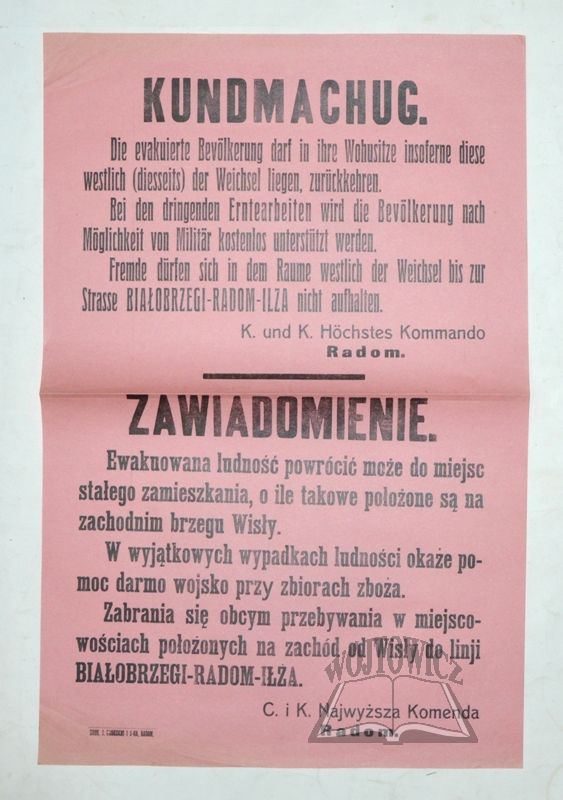 KUNDMACHUG.
Die evakuierte Bevölkerung darf in ihre Wohusitze insoferne diese
westlich (diesseits) der Weichsel liegen, zurückkehren.
Bei den dringenden Erntearbeiten wird die Bevölkerung nach
Möglichkeit von Militär kostenlos unterstützt werden.
Fremde dürfen sich in dem Raume westlich der Weichsel bis zur
Strasse BIAŁOBRZEGI-RADOM-ILZA nicht aufhalten.
K. und K. Höchstes Kommando
Radom.
ZAWIADOMIENIE.
Ewakuowana ludność powrócić może do miejsc
stałego zamieszkania, o ile takowe położone są na
zachodnim brzegu Wisły.
W wyjątkowych wypadkach ludności okaże po-
moc darmo wojsko przy zbiorach zboża.
Zabrania się obcym przebywania w miejsco-
wościach położonych na zachód od Wisły do linji
BIAŁOBRZEGI-RADOM-IŁŻA.
C. i K. Najwyższa Komenda
Radom.
WÓJTOWICZ